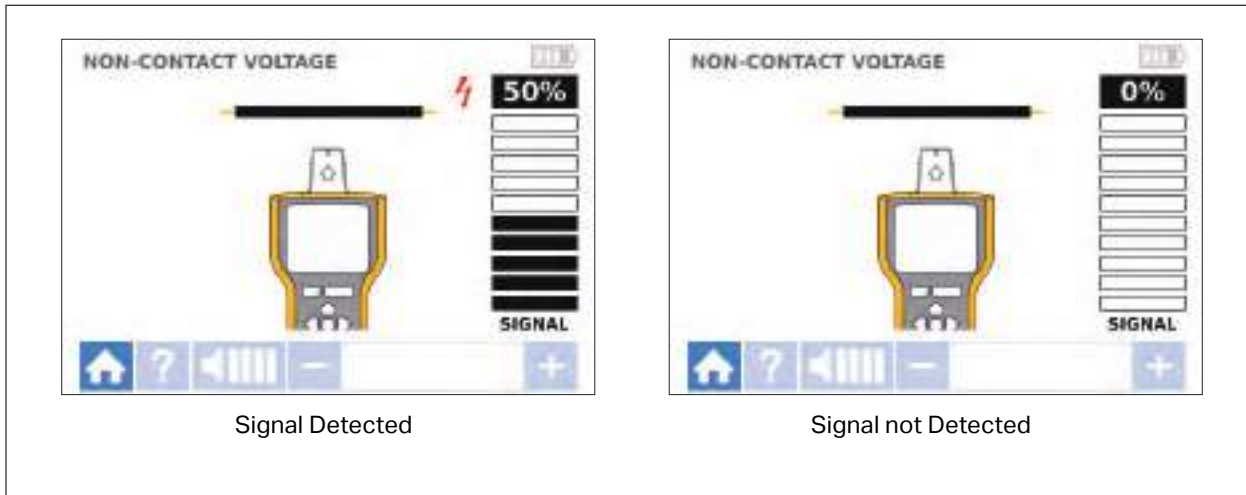 NON-CONTACT VOLTAGE
50%
SIGNAL
?
Signal Detected
NON-CONTACT VOLTAGE
0%
SIGNAL
?
Signal not Detected